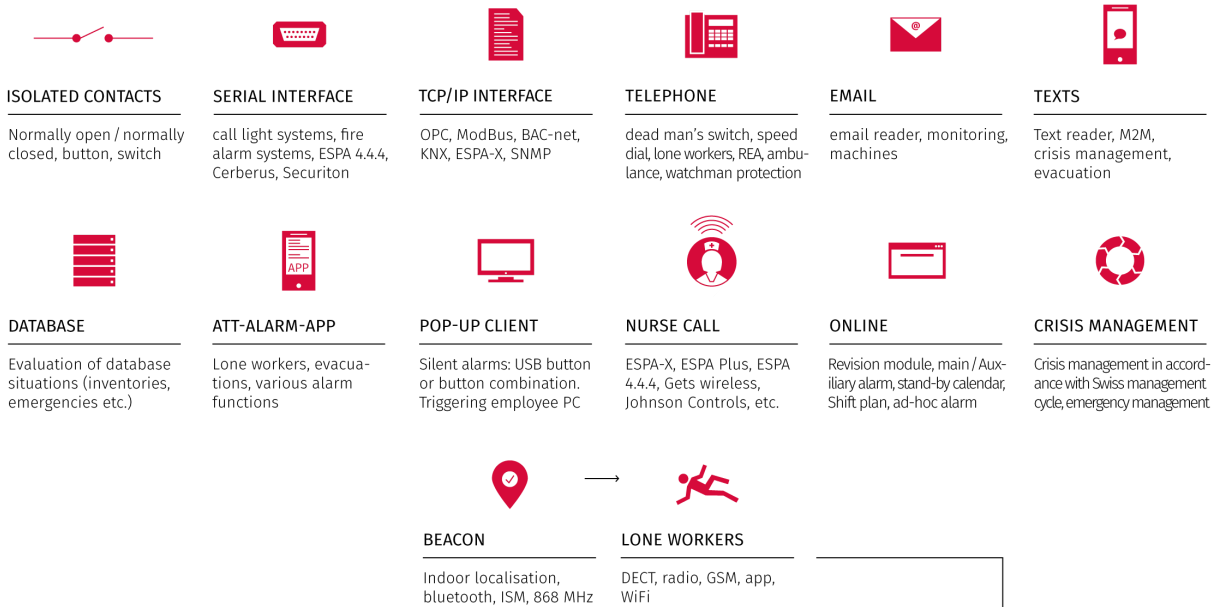 ISOLATED CONTACTS
Normally open / normally
closed, button, switch
SERIAL INTERFACE
call light systems, fire
alarm systems, ESPA 4.4.4,
Cerberus, Securiton
TCP/IP INTERFACE
OPC, ModBus, BAC-net,
KNX, ESPA-X, SNMP
TELEPHONE
dead man's switch, speed
dial, lone workers, REA, ambu-
lance, watchman protection
@
EMAIL
email reader, monitoring,
machines
TEXTS
Text reader, M2M,
crisis management,
evacuation
DATABASE
Evaluation of database
situations (inventories,
emergencies etc.)
APP
ATT-ALARM-APP
Lone workers, evacua-
tions, various alarm
functions
POP-UP CLIENT
Silent alarms: USB button
or button combination.
Triggering employee PC
NURSE CALL
ESPA-X, ESPA Plus, ESPA
4.4.4, Gets wireless,
Johnson Controls, etc.
ONLINE
Revision module, main / Aux-
iliary alarm, stand-by calendar,
Shift plan, ad-hoc alarm
CRISIS MANAGEMENT
Crisis management in accord-
ance with Swiss management
cycle, emergency management
BEACON
Indoor localisation,
bluetooth, ISM, 868 MHz
LONE WORKERS
DECT, radio, GSM, app,
WiFi